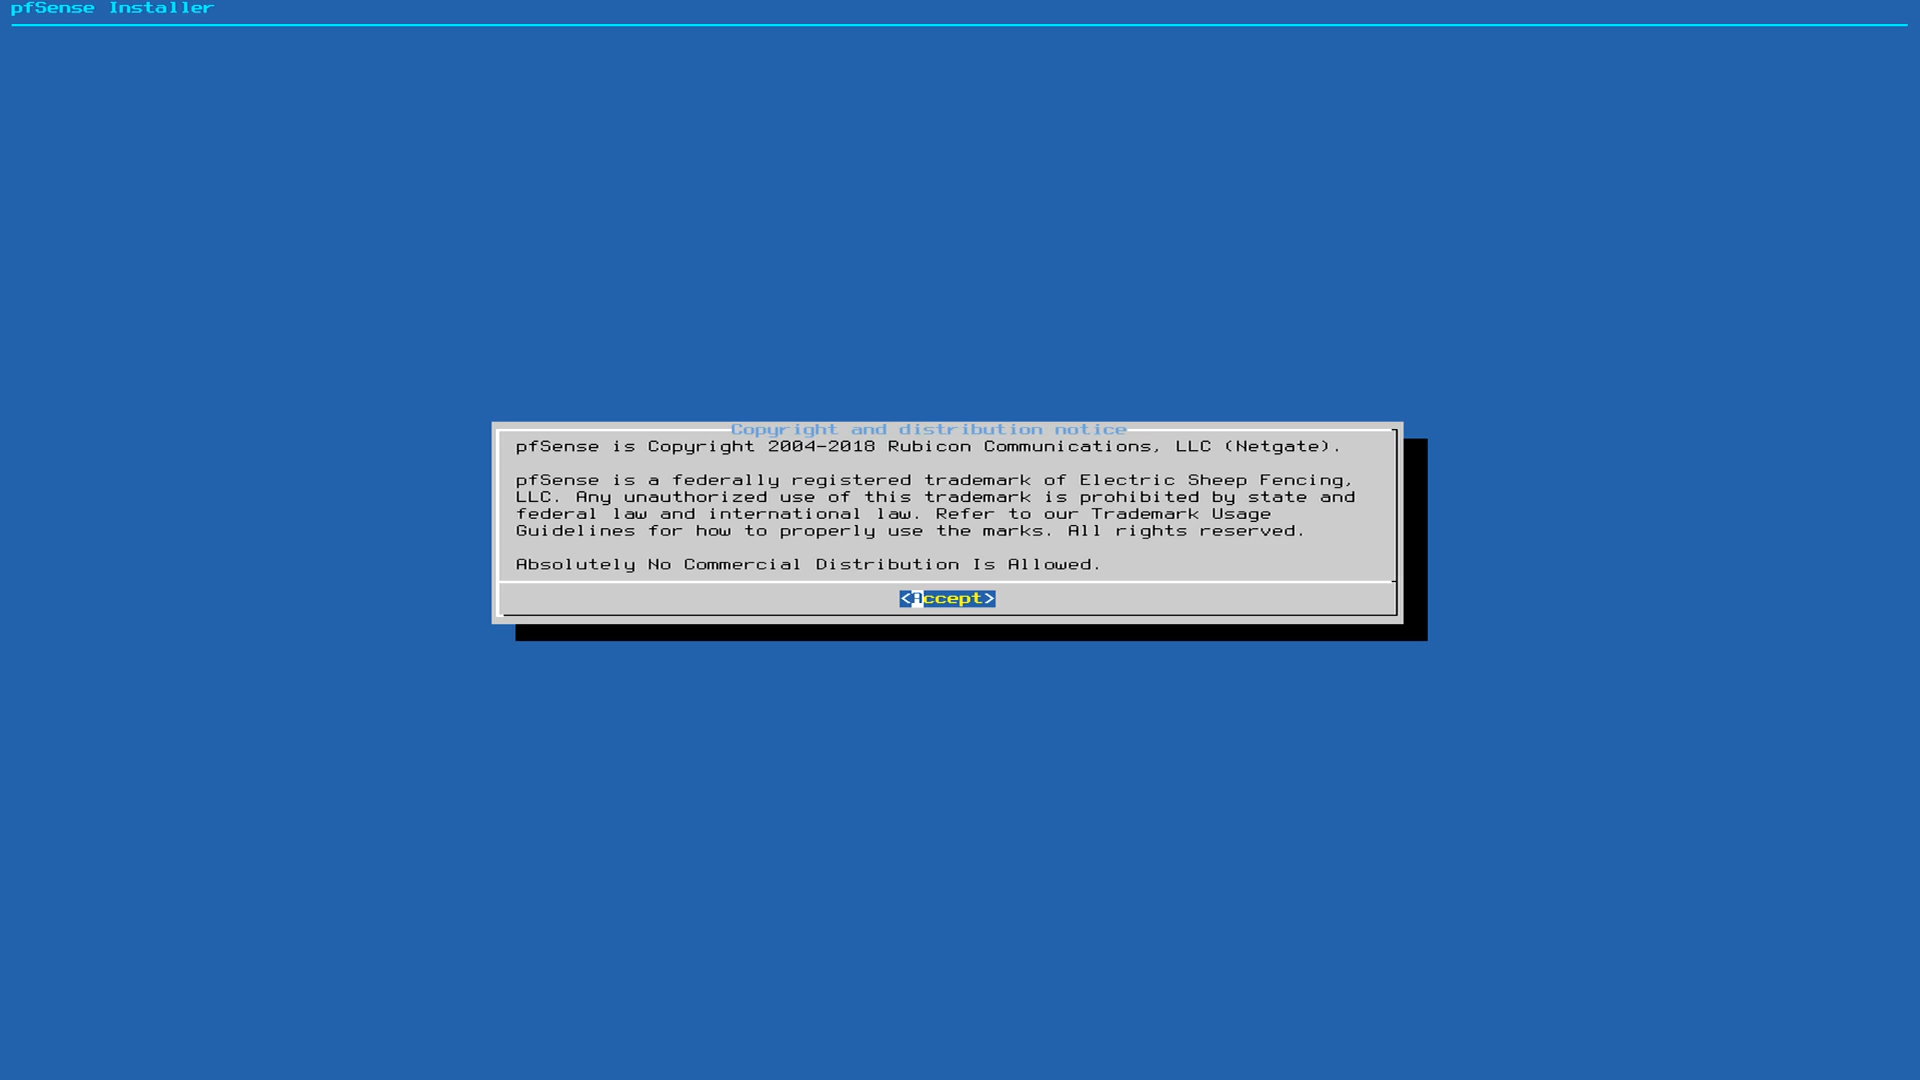 pfSense Installer
Copyright and distribution notice
pfSense is Copyright 2004-2018 Rubicon Communications, LLC (Netgate).
pfSense is a federally registered trademark of Electric Sheep Fencing,
LLC. Any unauthorized use of this trademark is prohibited by state and
federal law and international law. Refer to our Trademark Usage
Guidelines for how to properly use the marks. All rights reserved.
Absolutely No Commercial Distribution Is Allowed.
<Accept>